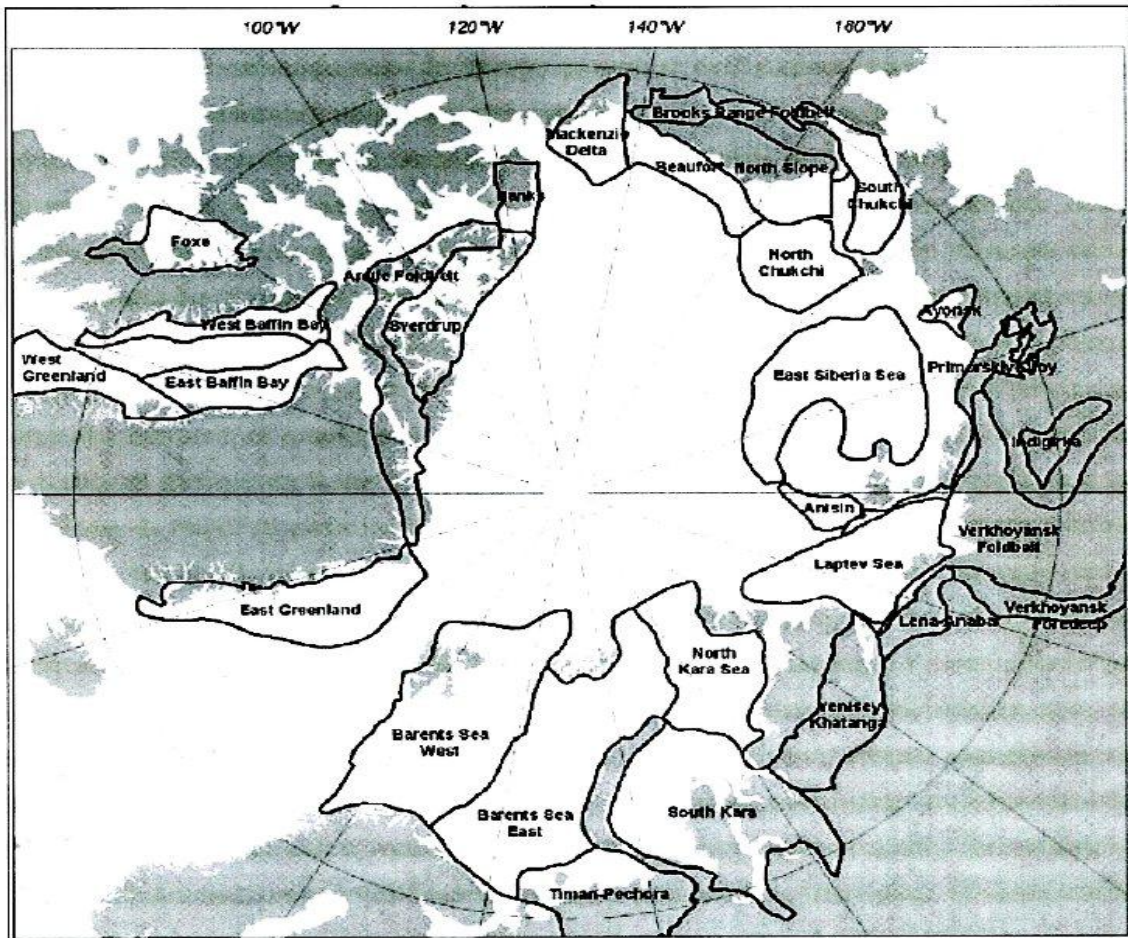 100°W 120°W 140°W 160°W
Brooks Range Foldbelt
Mackenzie
Delta
Beaufort
North Slope
South
Chukchi
Banks
Foxe
North
Chukchi
Arctic Foldbelt
Ayonsk
Sverdrup
West Baffin Bay
West
Greenland
East Baffin Bay
East Siberia Sea
Primorskiy
Indigirka
Anisin
Verkhoyansk
Foldbelt
Laptev Sea
East Greenland
Lena-Anabar
Verkhoyansk
Foredeep
North
Kara Sea
Yenisey
Khatanga
Barents Sea
West
Barents Sea
East
South Kara
Timan-Pechora